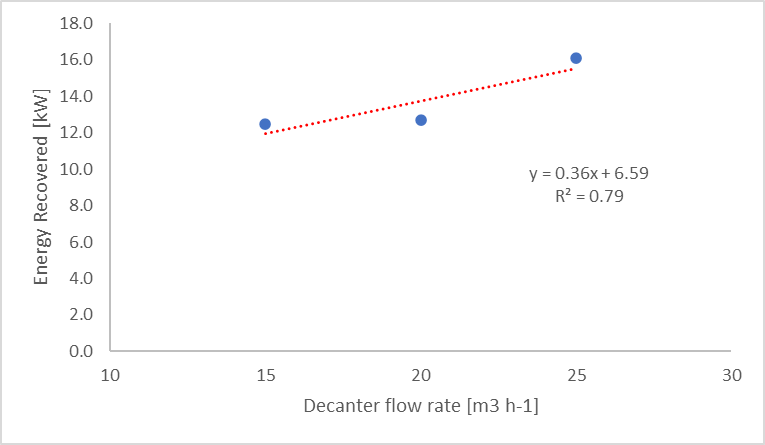 18.0
16.0
14.0
12.0
10.0
8.0
6.0
4.0
2.0
0.0
Energy Recovered [kW]
y = 0.36x + 6.59
R² = 0.79
10 15 20 25 30
Decanter flow rate [m3 h-1]